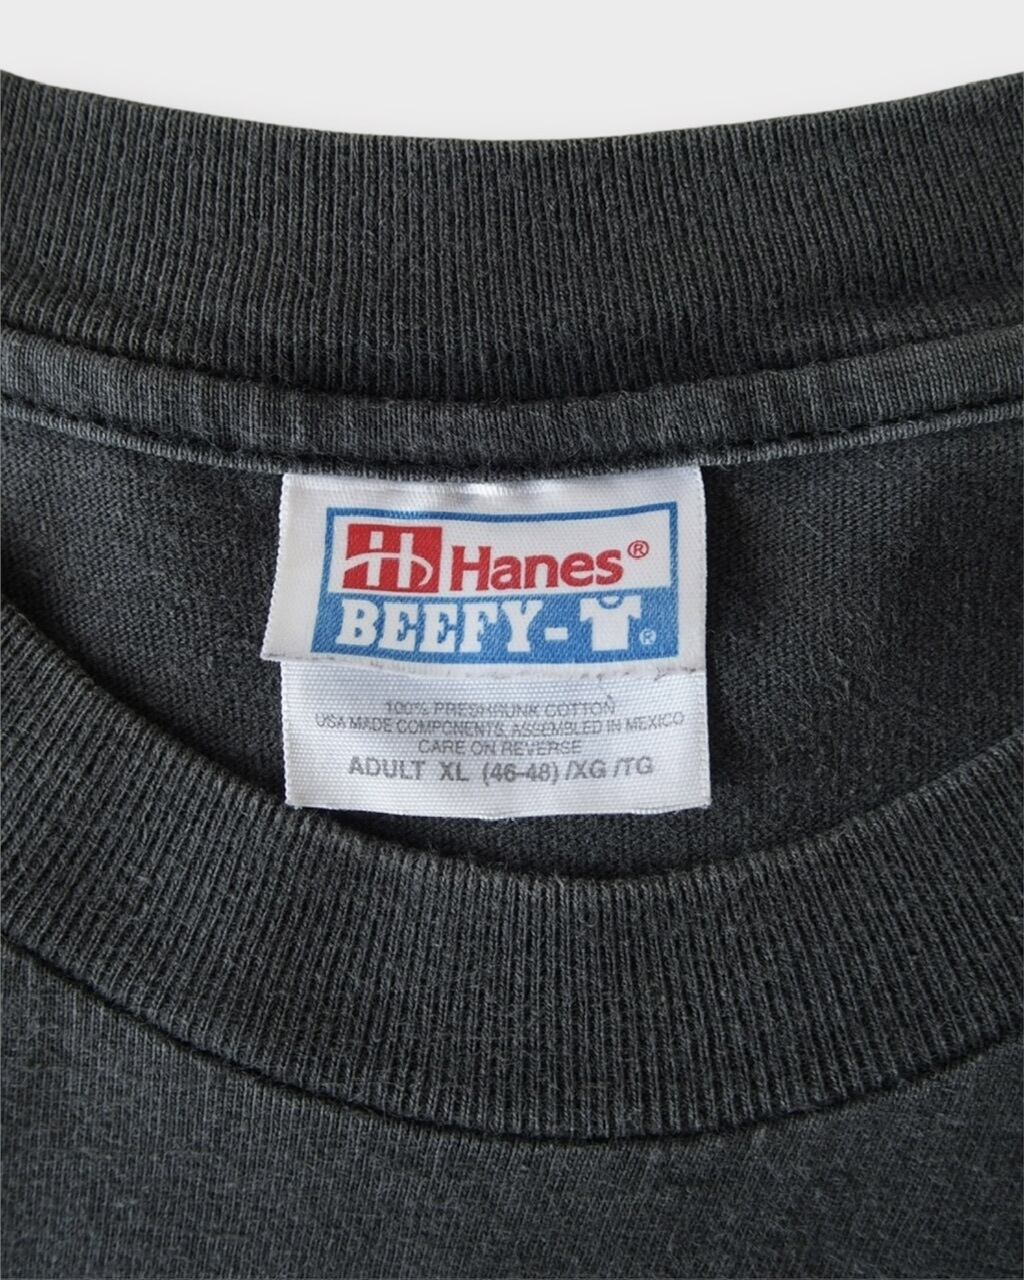 Hanes®
BEEFY-T®
100% PRESHRUNK COTTON
USA MADE COMPONENTS, ASSEMBLED IN MEXICO
CARE ON REVERSE
ADULT XL (46-48) /XG /TG